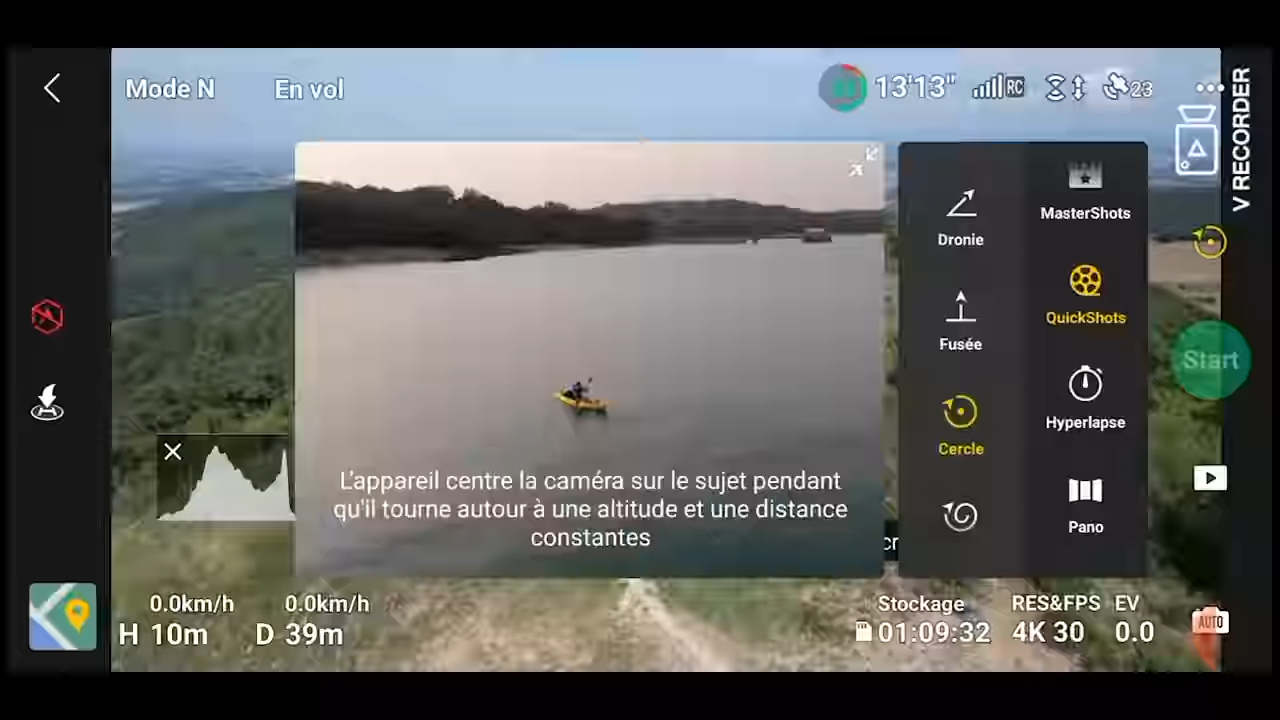 Mode N
En vol
13'13"
RC
23
V RECORDER
Dronie
MasterShots
Fusée
QuickShots
Cercle
Hyperlapse
Pano
Start
L'appareil centre la caméra sur le sujet pendant
qu'il tourne autour à une altitude et une distance
constantes
cr
0.0km/h
0.0km/h
H 10m
D 39m
Stockage
01:09:32
RES&FPS
4K 30
EV
0.0
AUTO